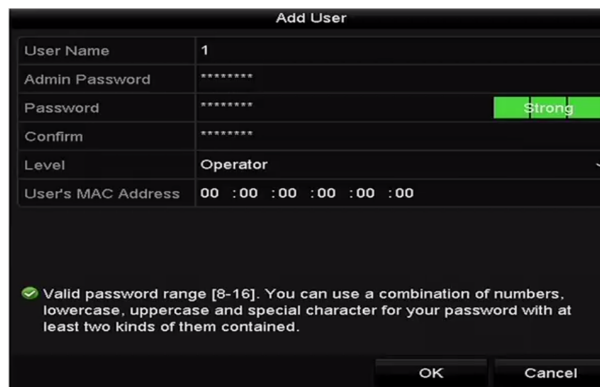 Add User
User Name 1
Admin Password ********
Password ******** Strong
Confirm ********
Level Operator
User's MAC Address 00 :00 :00 :00 :00 :00
Valid password range [8-16]. You can use a combination of numbers,
lowercase, uppercase and special character for your password with at
least two kinds of them contained.
OK Cancel